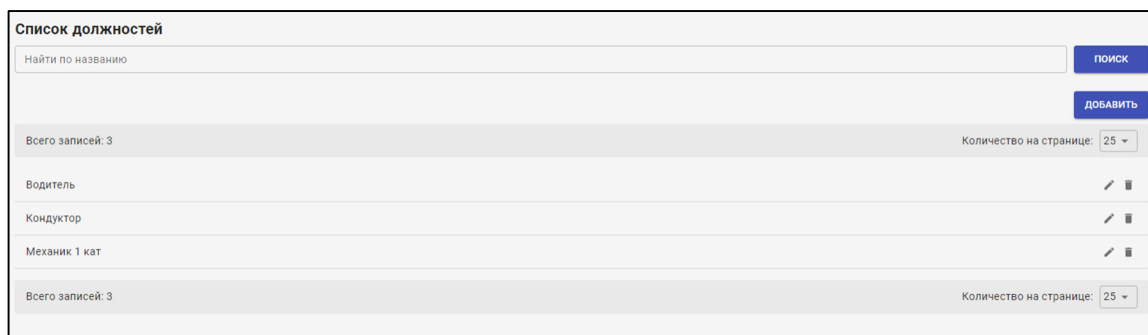 Список должностей
Найти по названию
ПОИСК
ДОБАВИТЬ
Всего записей: 3 Количество на странице: 25
Водитель
Кондуктор
Механик 1 кат
Всего записей: 3 Количество на странице: 25